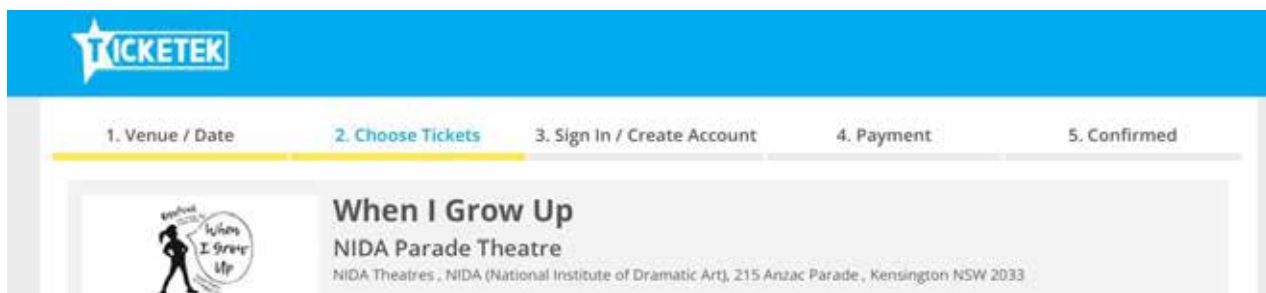 TICKETEK
1. Venue / Date
2. Choose Tickets
3. Sign In / Create Account
4. Payment
5. Confirmed
When I Grow Up
NIDA Parade Theatre
NIDA Theatres , NIDA (National Institute of Dramatic Art), 215 Anzac Parade , Kensington NSW 2033
When
I Grow
Up